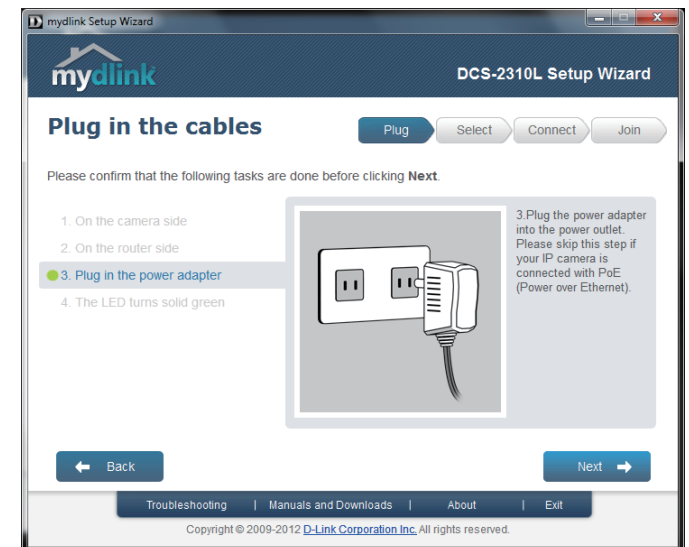 mydlink Setup Wizard
mydlink
DCS-2310L Setup Wizard
Plug in the cables
Plug
Select
Connect
Join
Please confirm that the following tasks are done before clicking Next.
1. On the camera side
2. On the router side
3. Plug in the power adapter
4. The LED turns solid green
3.Plug the power adapter
into the power outlet.
Please skip this step if
your IP camera is
connected with PoE
(Power over Ethernet).
Back
Next
Troubleshooting | Manuals and Downloads | About | Exit
Copyright © 2009-2012 D-Link Corporation Inc. All rights reserved.